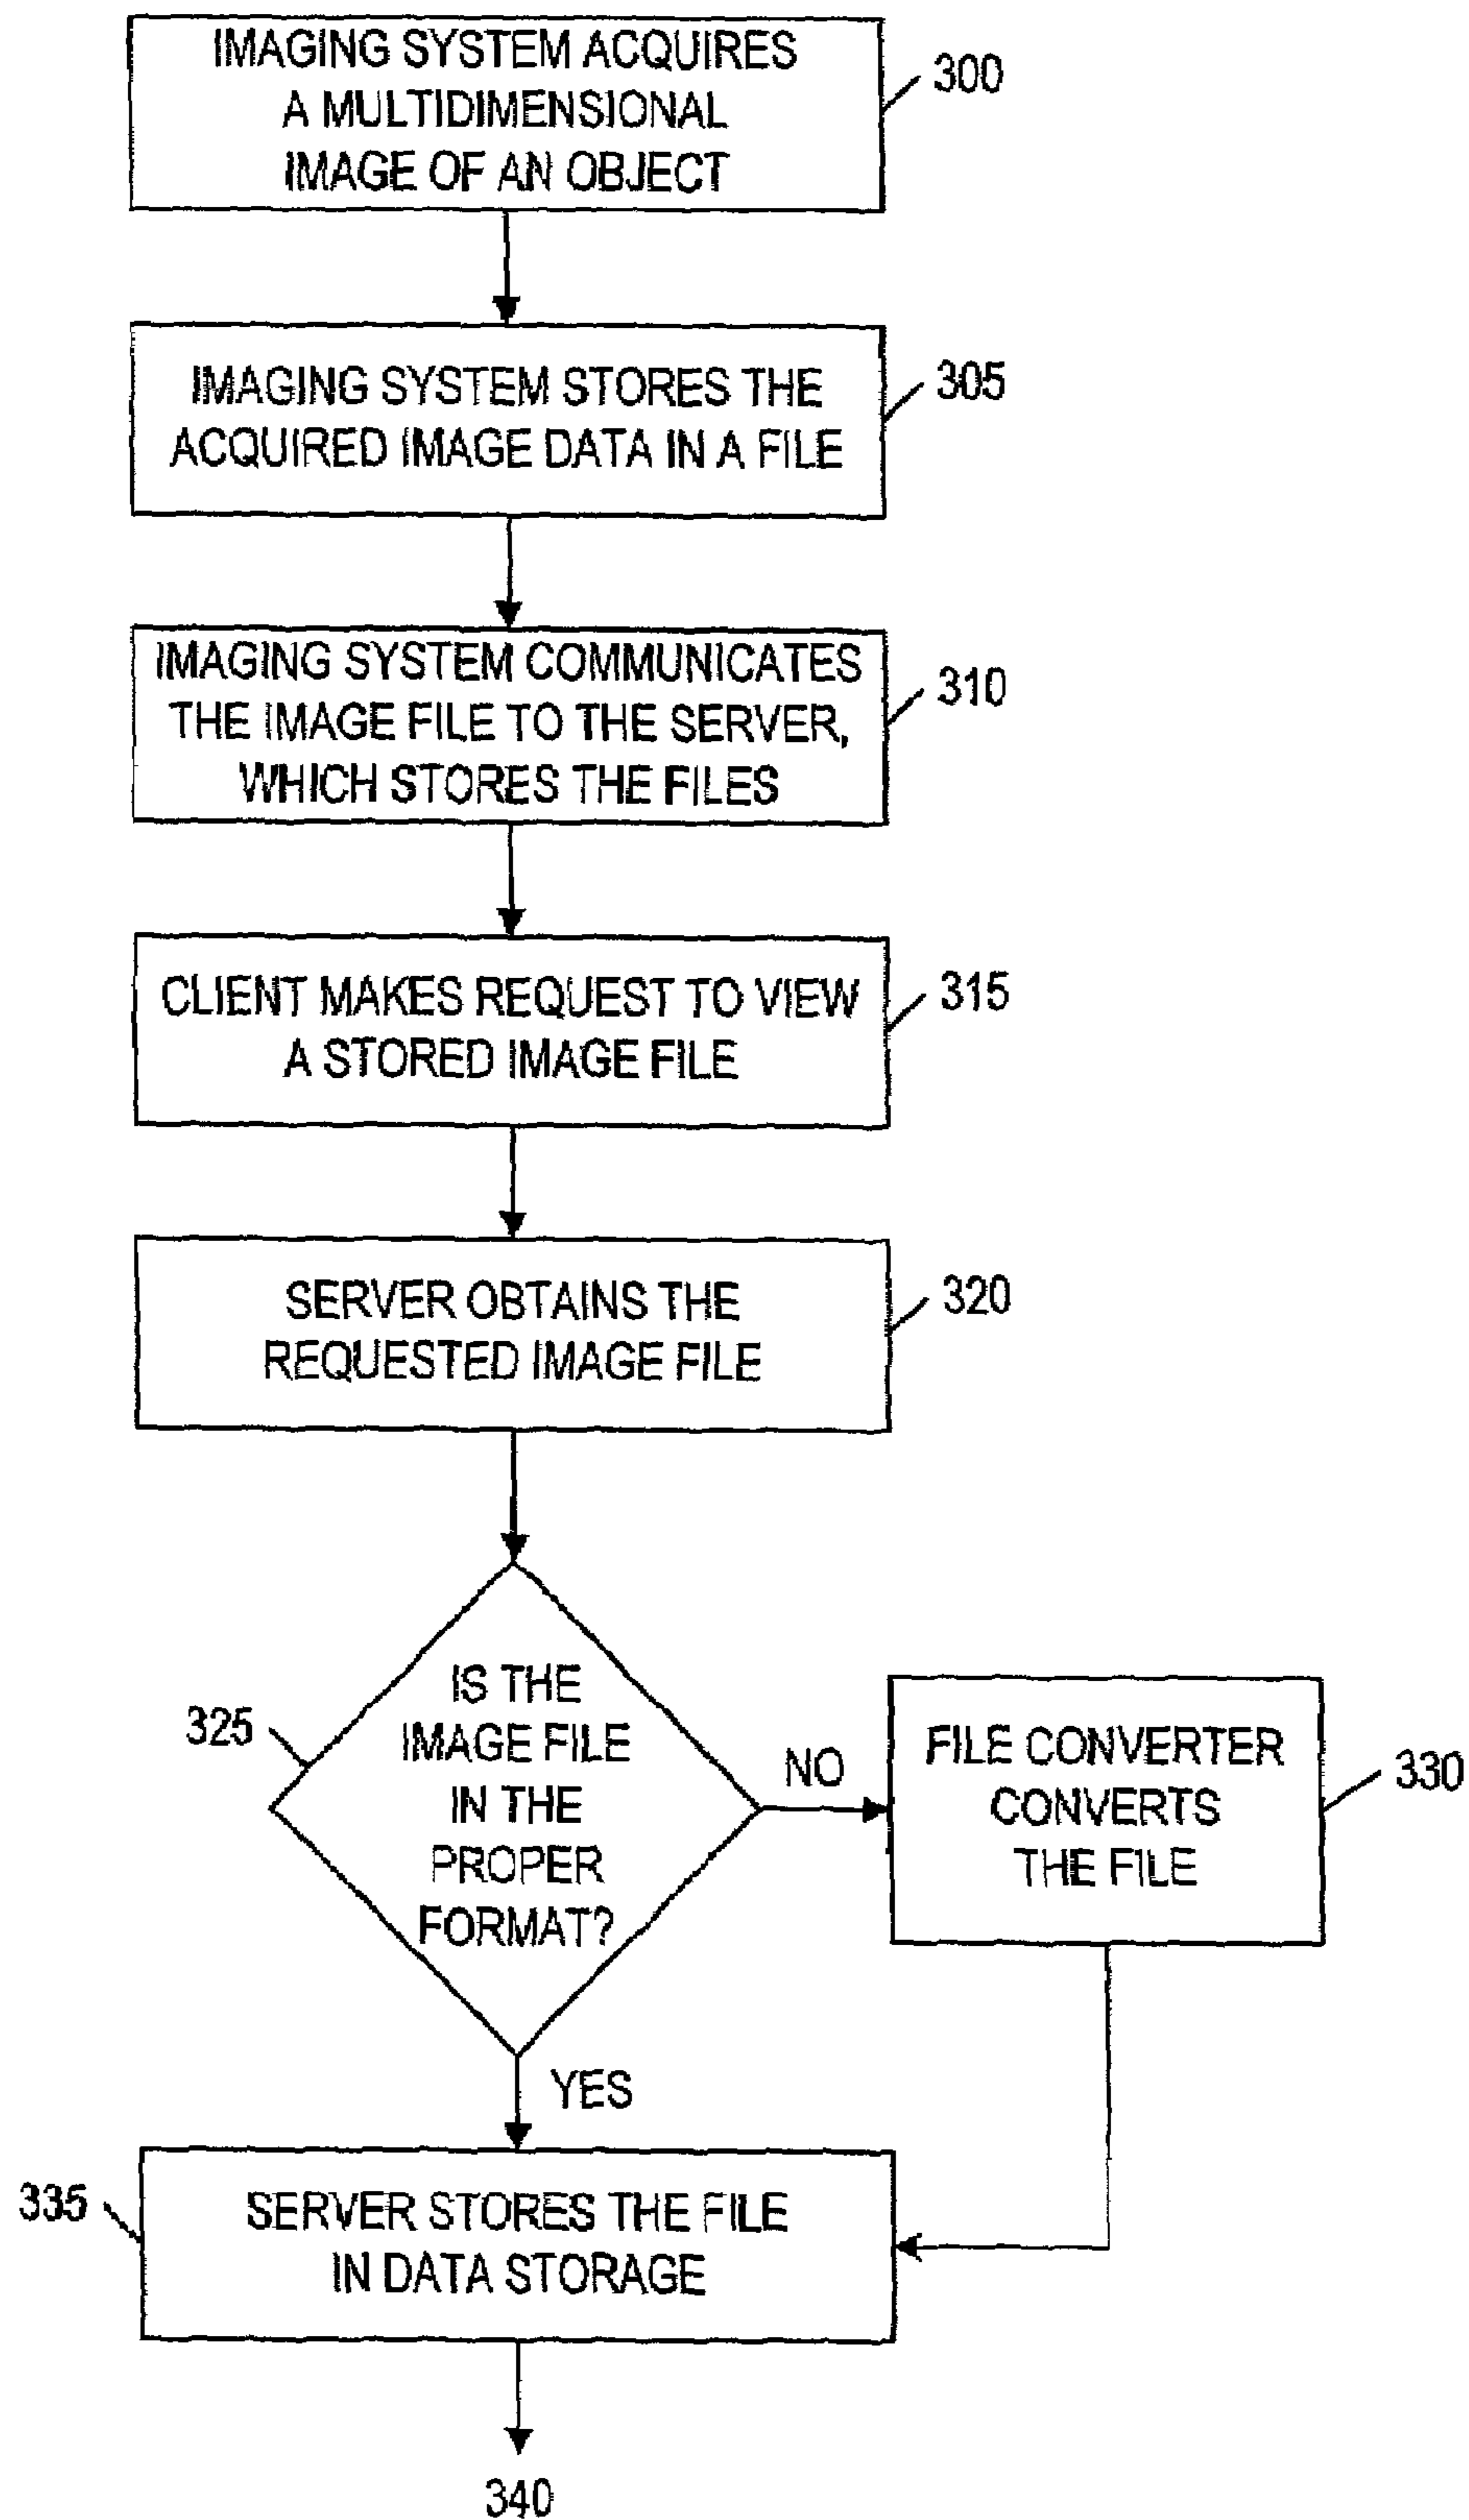 IMAGING SYSTEM ACQUIRES
A MULTIDIMENSIONAL
IMAGE OF AN OBJECT
300
IMAGING SYSTEM STORES THE
ACQUIRED IMAGE DATA IN A FILE
305
IMAGING SYSTEM COMMUNICATES
THE IMAGE FILE TO THE SERVER,
WHICH STORES THE FILES
310
CLIENT MAKES REQUEST TO VIEW
A STORED IMAGE FILE
315
SERVER OBTAINS THE
REQUESTED IMAGE FILE
320
325
IS THE
IMAGE FILE
IN THE
PROPER
FORMAT?
NO
FILE CONVERTER
CONVERTS
THE FILE
330
YES
335
SERVER STORES THE FILE
IN DATA STORAGE
340